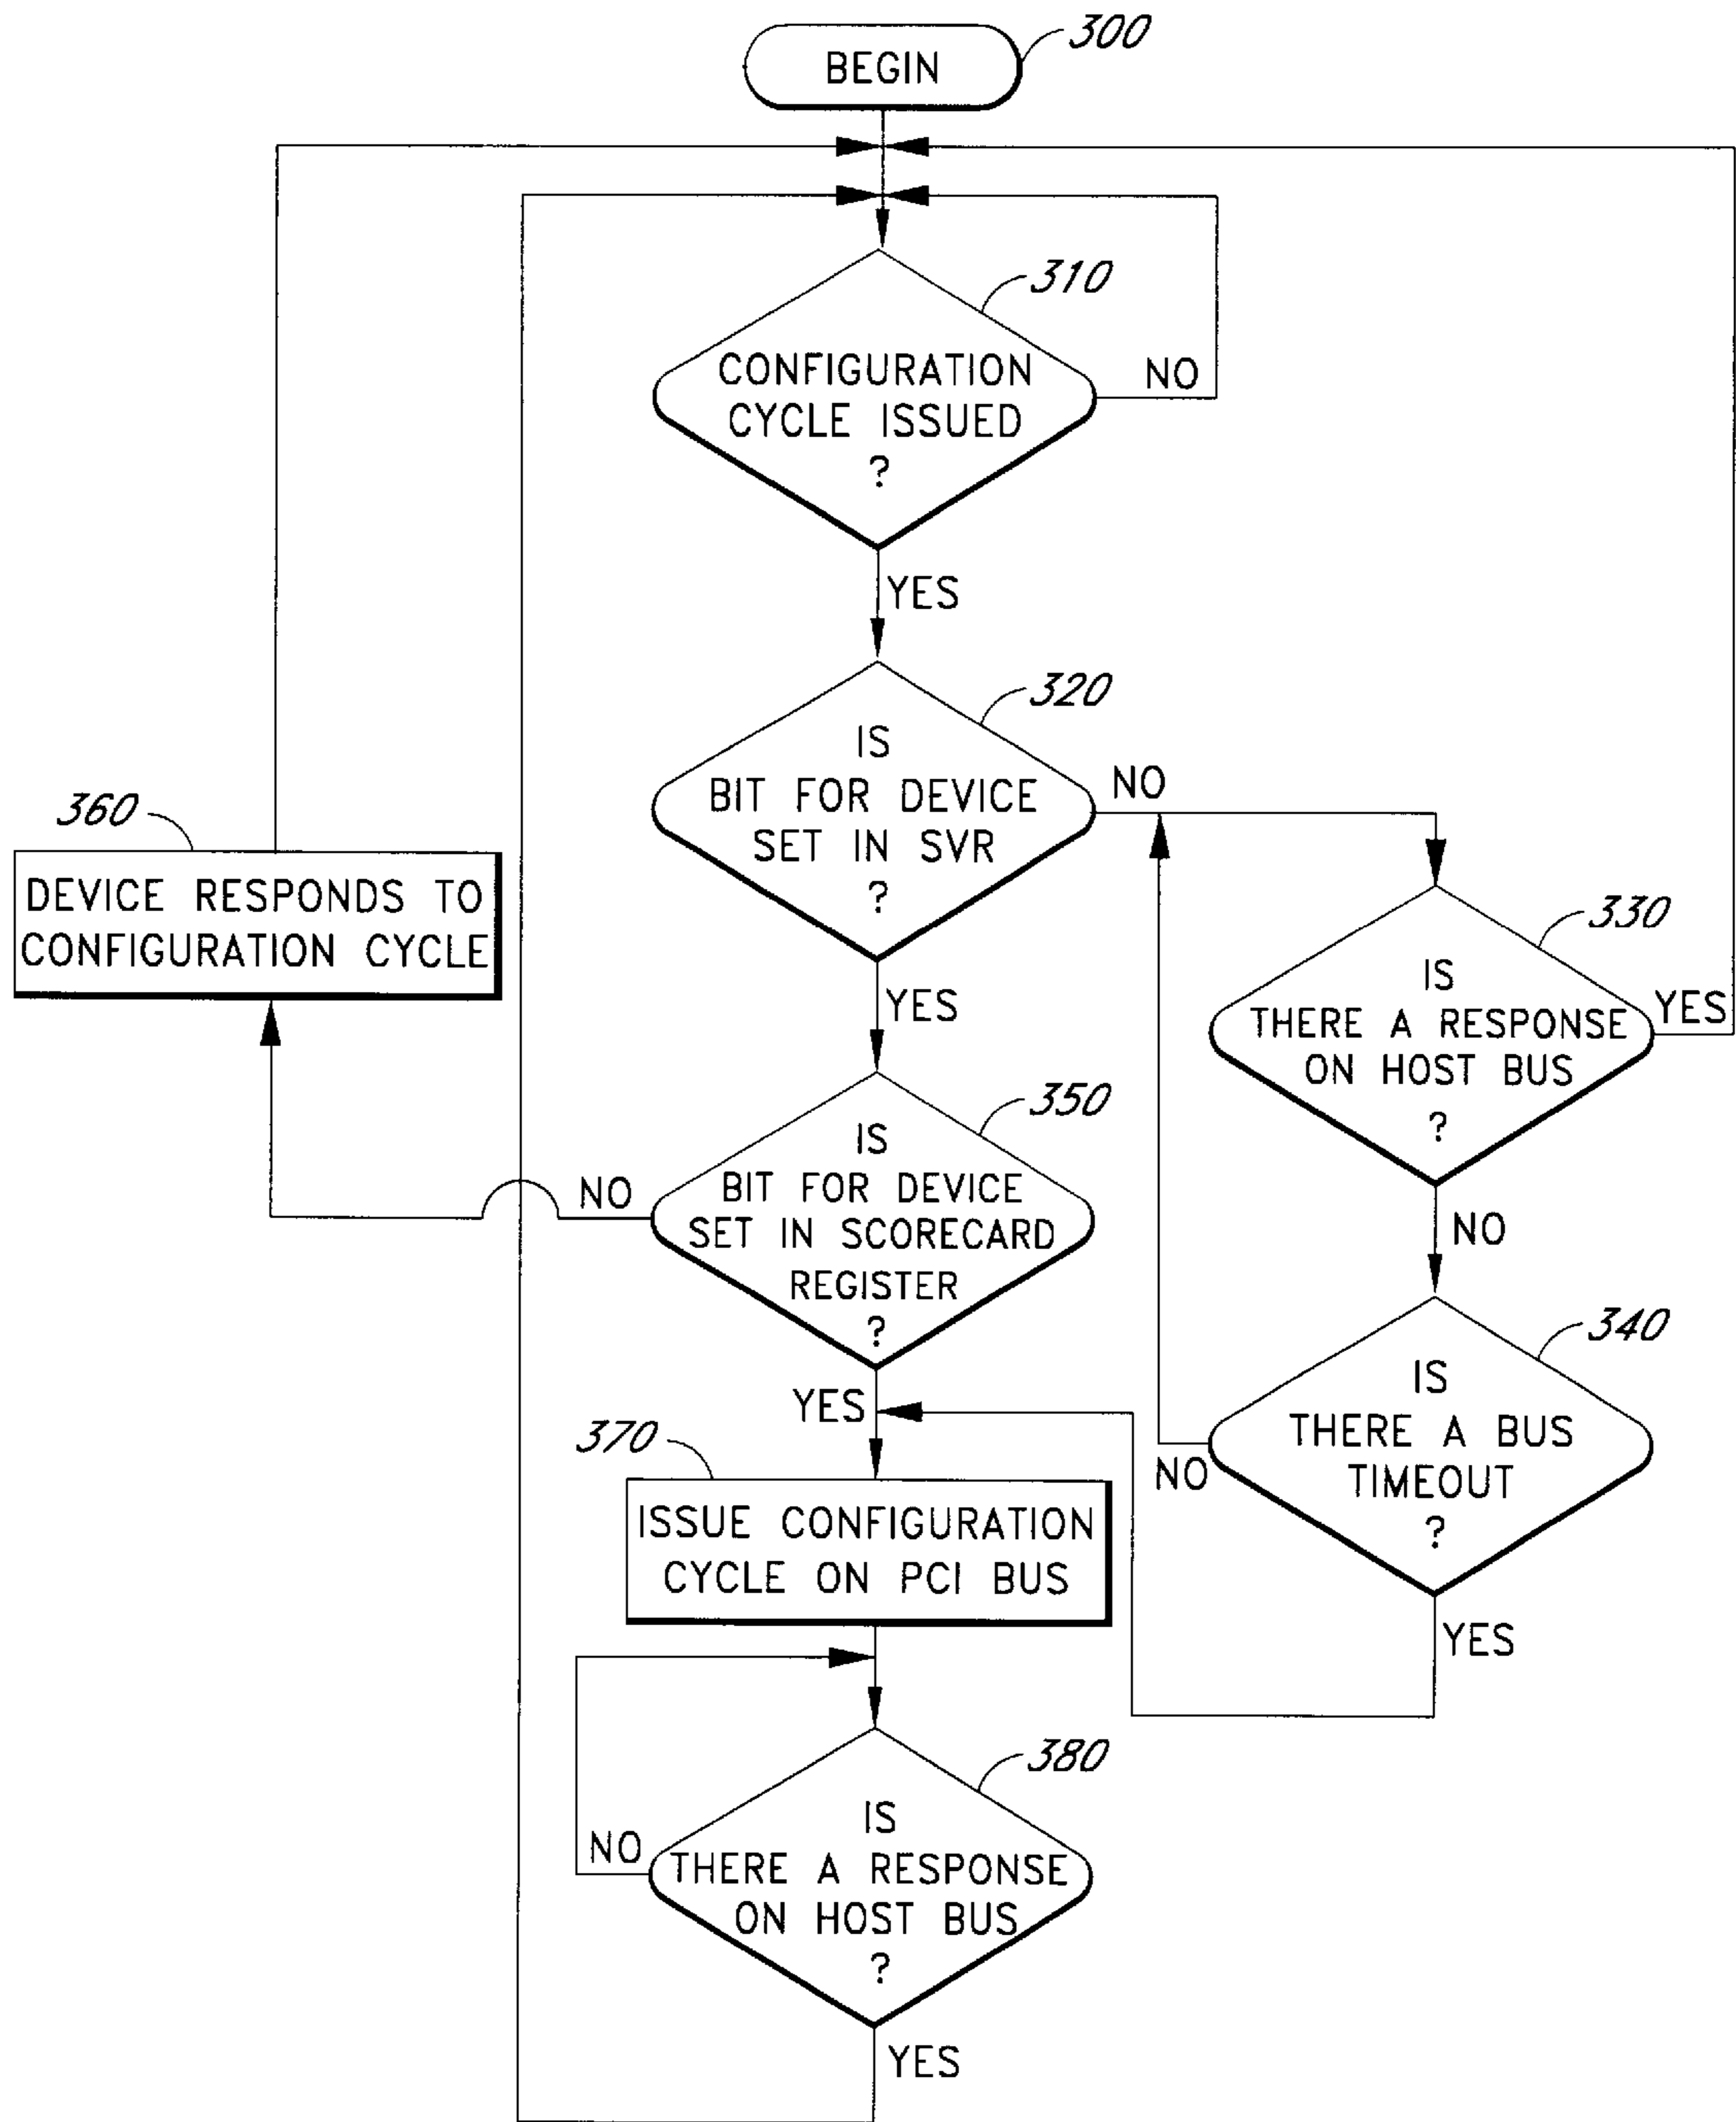 BEGIN
300
310
CONFIGURATION
CYCLE ISSUED
?
NO
YES
320
IS
BIT FOR DEVICE
SET IN SVR
?
NO
YES
360
DEVICE RESPONDS TO
CONFIGURATION CYCLE
330
IS
THERE A RESPONSE
ON HOST BUS
?
YES
NO
350
IS
BIT FOR DEVICE
SET IN SCORECARD
REGISTER
?
NO
YES
340
IS
THERE A BUS
TIMEOUT
?
NO
YES
370
ISSUE CONFIGURATION
CYCLE ON PCI BUS
380
IS
THERE A RESPONSE
ON HOST BUS
?
NO
YES